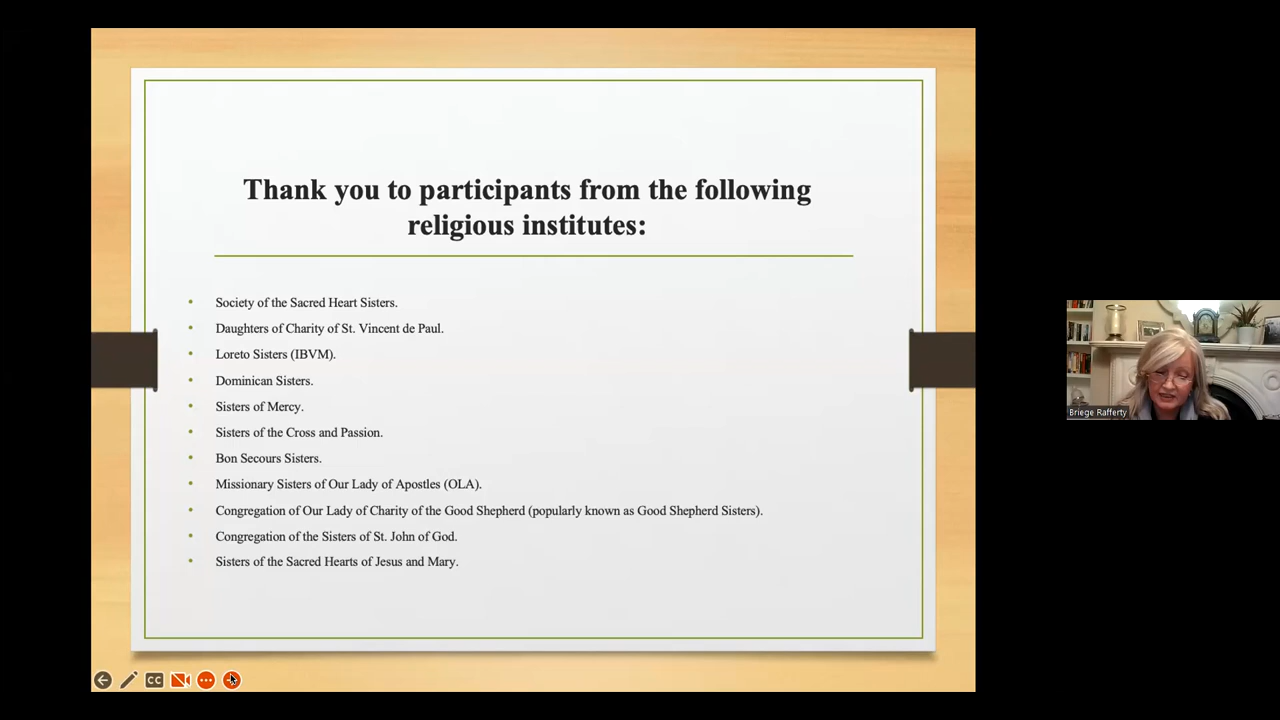 Thank you to participants from the following
religious institutes:
• Society of the Sacred Heart Sisters.
• Daughters of Charity of St. Vincent de Paul.
• Loreto Sisters (IBVM).
• Dominican Sisters.
• Sisters of Mercy.
• Sisters of the Cross and Passion.
• Bon Secours Sisters.
• Missionary Sisters of Our Lady of Apostles (OLA).
• Congregation of Our Lady of Charity of the Good Shepherd (popularly known as Good Shepherd Sisters).
• Congregation of the Sisters of St. John of God.
• Sisters of the Sacred Hearts of Jesus and Mary.
Briege Rafferty
CC